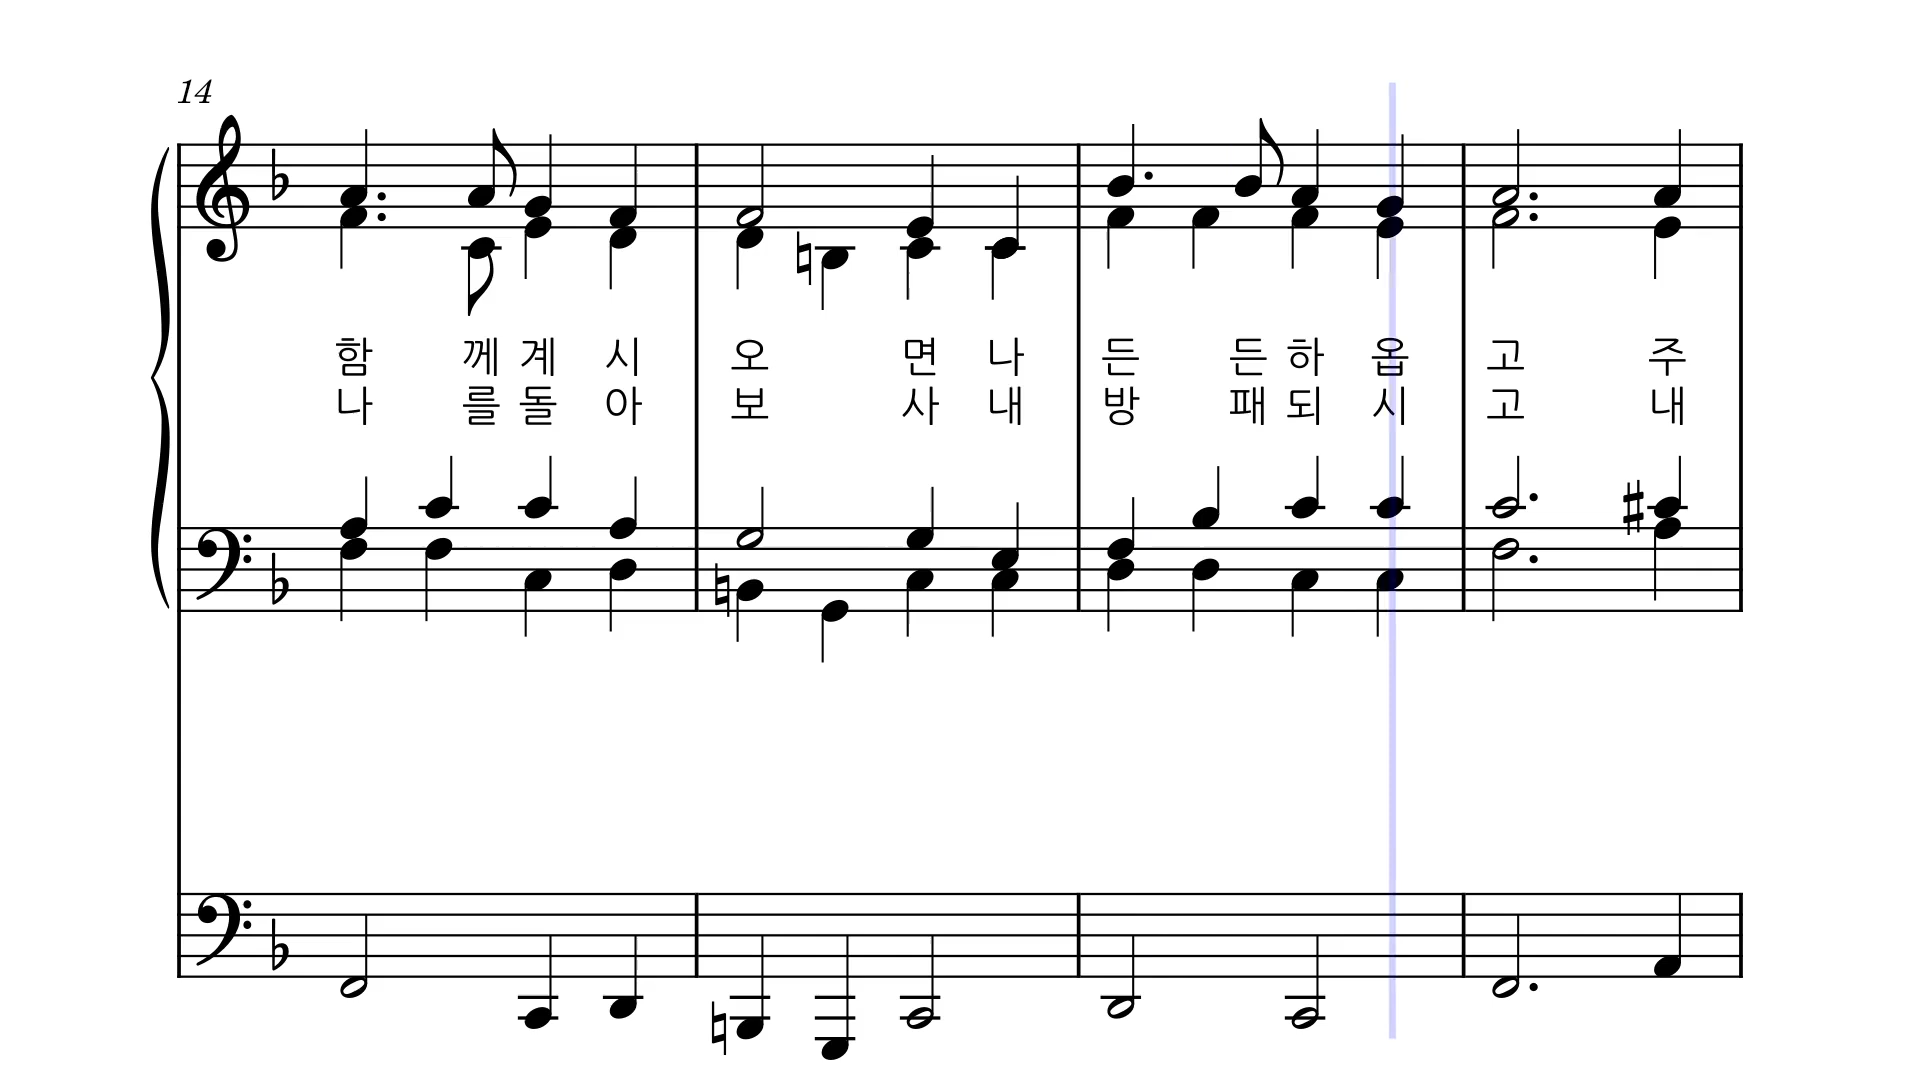 14
함 께 계 시 오 면 나 든 든 하 옵 고 주
나 를 돌 아 보 사 내 방 패 되 시 고 내